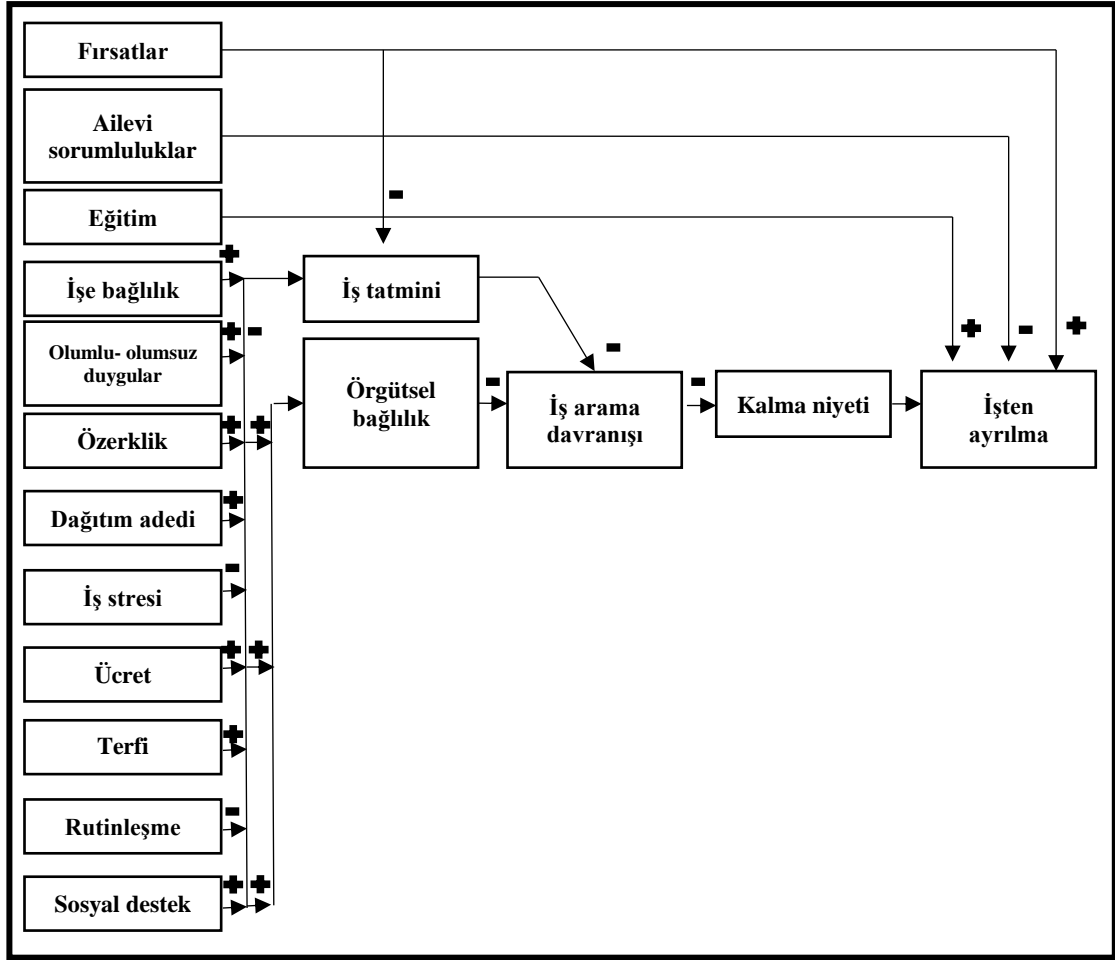 Fırsatlar
Ailevi
sorumluluklar
-
Eğitim
+
İşe bağlılık
İş tatmini
+ -
+ - +
Olumlu- olumsuz
duygular
-
Örgütsel
bağlılık
- -
İş arama
davranışı
Kalma niyeti
İşten
ayrılma
+ +
Özerklik
+
Dağıtım adedi
-
İş stresi
+ +
Ücret
+
Terfi
-
Rutinleşme
+ +
Sosyal destek